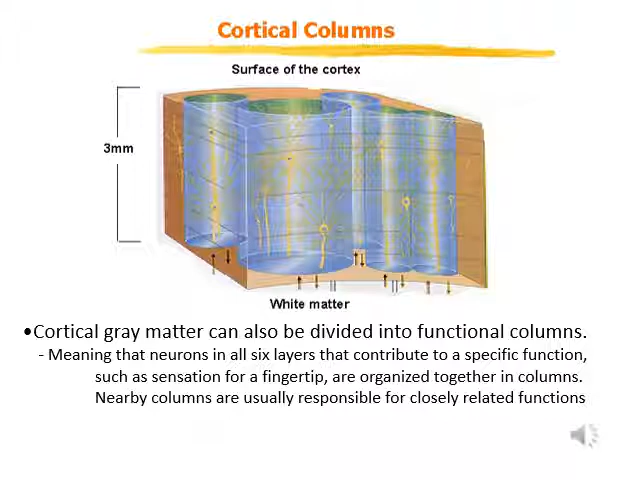 Cortical Columns
Surface of the cortex
3mm
White matter
•Cortical gray matter can also be divided into functional columns.
- Meaning that neurons in all six layers that contribute to a specific function,
such as sensation for a fingertip, are organized together in columns.
Nearby columns are usually responsible for closely related functions